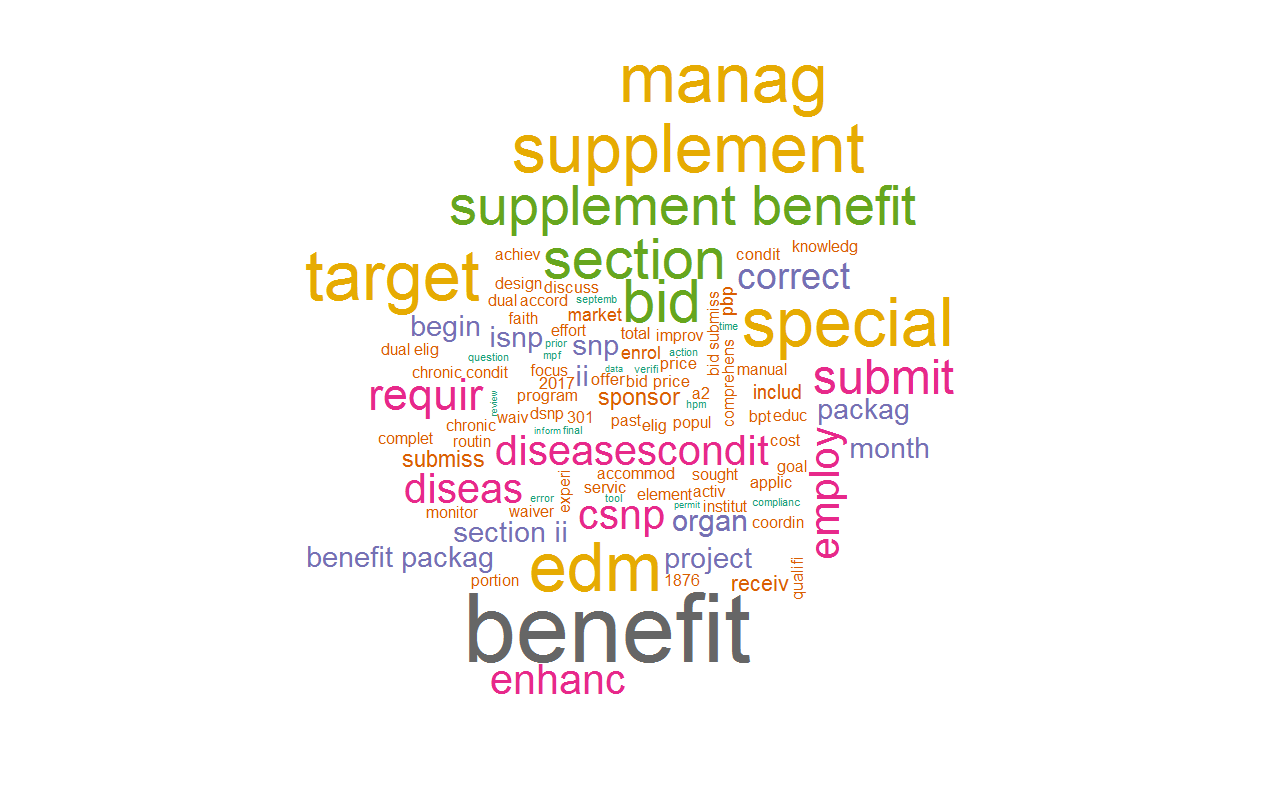 manag
supplement
supplement benefit
target
achiev
section
condit
knowledg
design
discuss
correct
dual
accord
septemb
bid
bid submiss
pbp
special
begin
faith
market
time
isnp
effort
total
improv
dual elig
prior
snp
enrol
action
question
mpf
price
comprehens
chronic condit
focus
ii
data
verifi
manual
submit
2017
offer
bid price
requir
review
program
sponsor
a2
includ
hpm
packag
chronic
waiv
dsnp
301
past
elig
popul
bpt
educ
inform
final
complet
routin
diseasescondit
cost
employ
month
submiss
accommod
sought
goal
diseas
error
experi
servic
tool
element
activ
applic
monitor
waiver
csnp
permit
institut
complianc
organ
coordin
section ii
benefit packag
edm
project
portion
1876
receiv
qualifi
benefit
enhanc